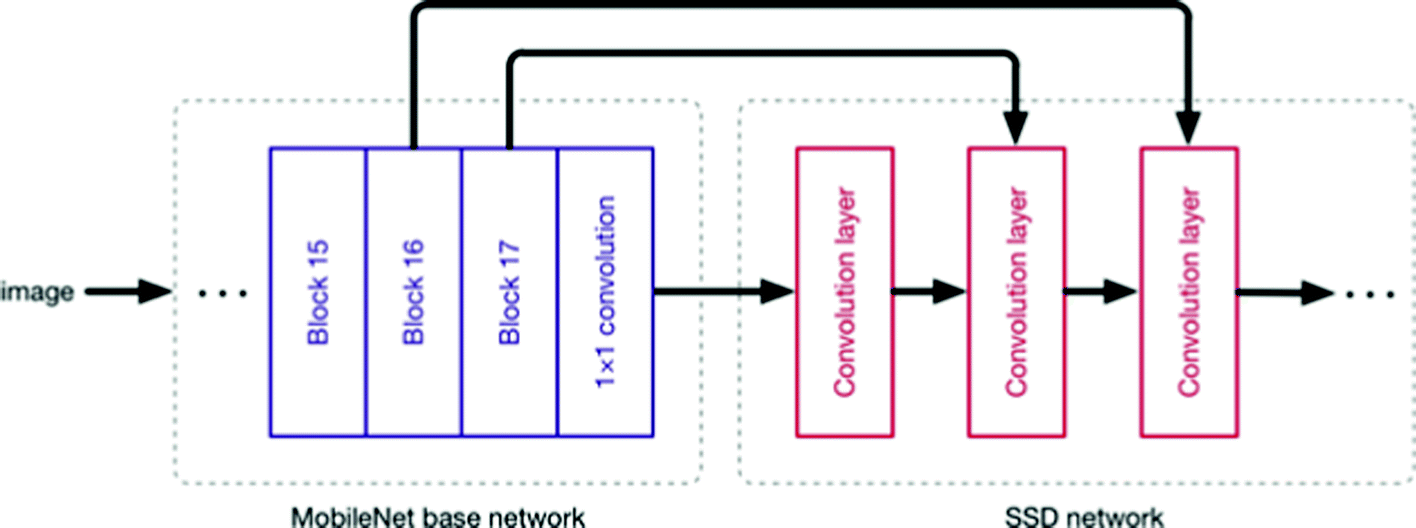 image
...
Block 15
Block 16
Block 17
1×1 convolution
Convolution layer
Convolution layer
Convolution layer
...
MobileNet base network
SSD network